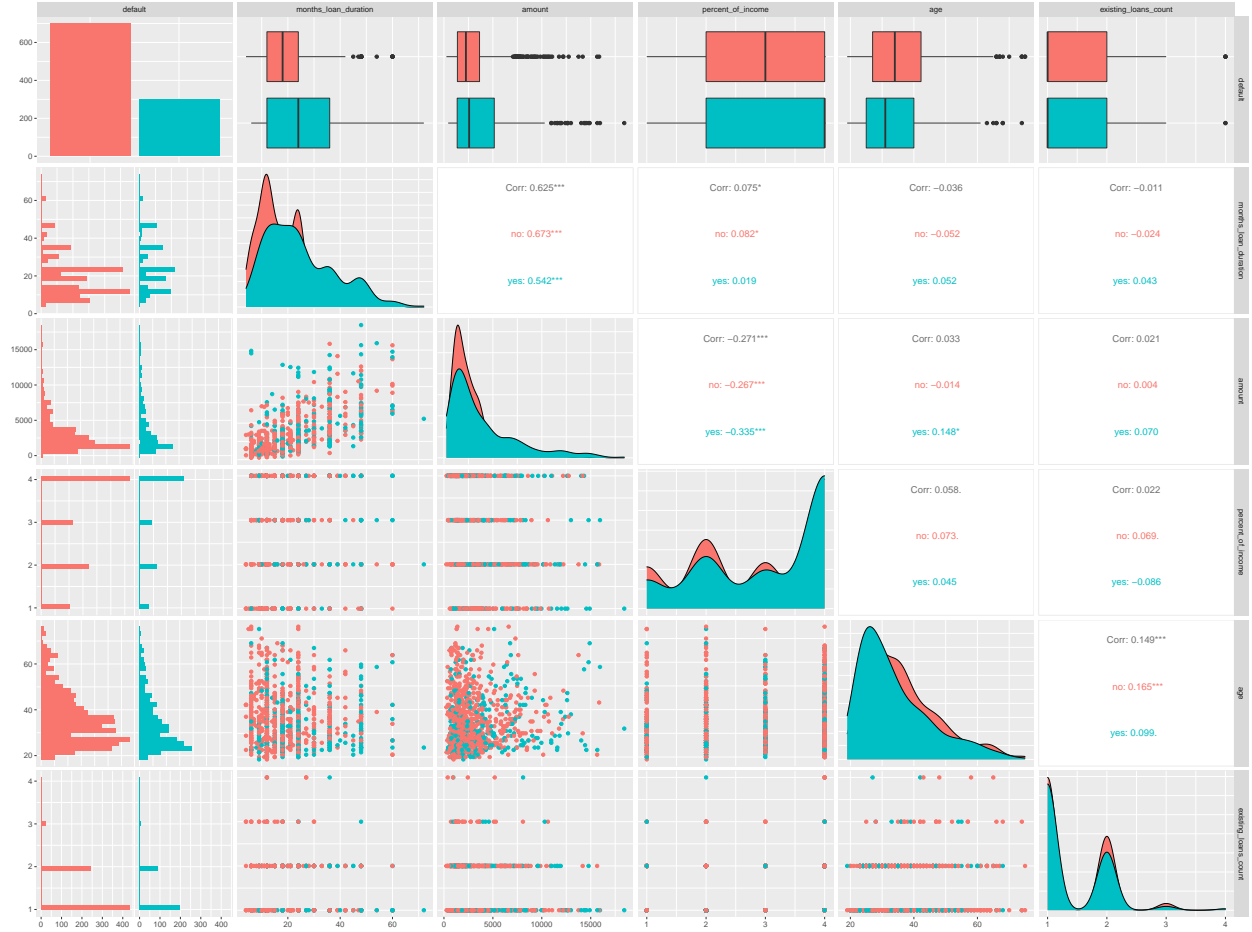 default months_loan_duration amount percent_of_income age existing_loans_count
600
400
200
0
default
Corr: 0.625*** Corr: 0.075* Corr: −0.036 Corr: −0.011
no: 0.673*** no: 0.082* no: −0.052 no: −0.024
yes: 0.542*** yes: 0.019 yes: 0.052 yes: 0.043
60
40
20
0
months_loan_duration
Corr: −0.271*** Corr: 0.033 Corr: 0.021
no: −0.267*** no: −0.014 no: 0.004
yes: −0.335*** yes: 0.148* yes: 0.070
15000
10000
5000
0
amount
Corr: 0.058. Corr: 0.022
no: 0.073. no: 0.069.
yes: 0.045 yes: −0.086
4
3
2
1
percent_of_income
Corr: 0.149***
no: 0.165***
yes: 0.099.
60
40
20
age
4
3
2
1
existing_loans_count
0 100 200 300 400 0 100 200 300 400 20 40 60 0 5000 10000 15000 1 2 3 4 20 40 60 1 2 3 4